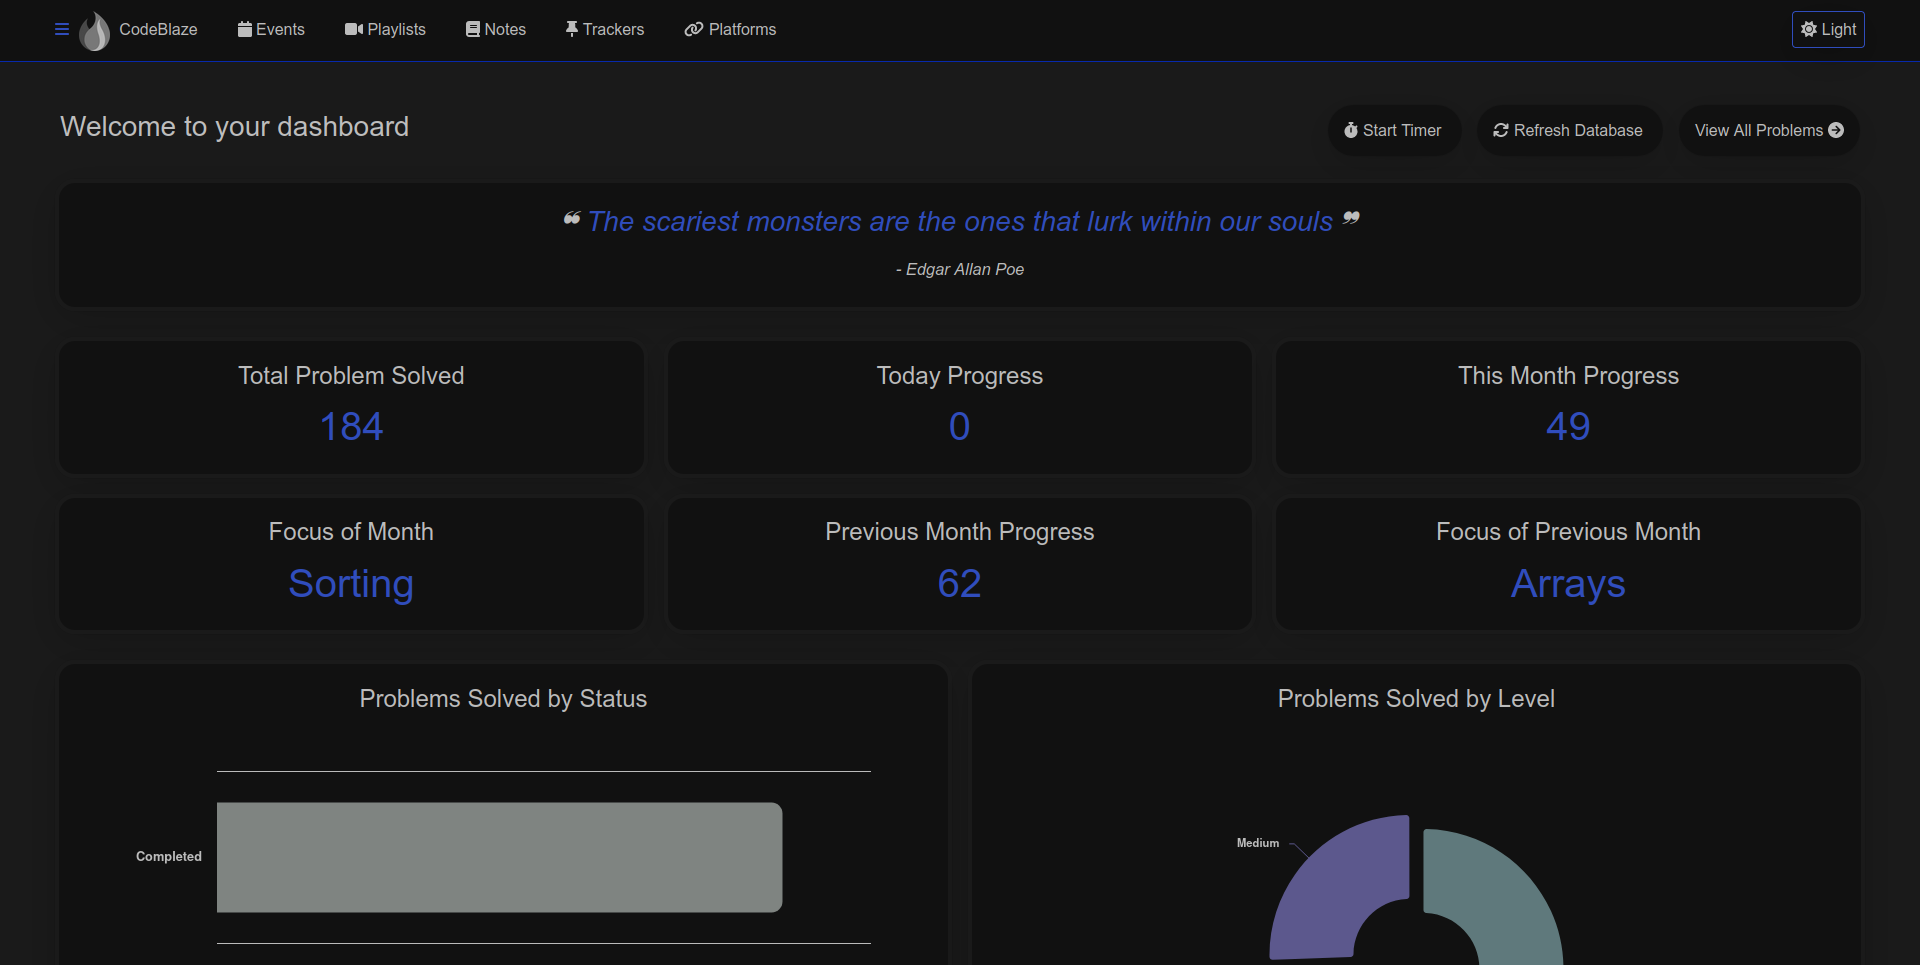 CodeBlaze Events Playlists Notes Trackers Platforms Light
Welcome to your dashboard
Start Timer Refresh Database View All Problems
❝ The scariest monsters are the ones that lurk within our souls ❞
- Edgar Allan Poe
Total Problem Solved
184
Today Progress
0
This Month Progress
49
Focus of Month
Sorting
Previous Month Progress
62
Focus of Previous Month
Arrays
Problems Solved by Status
Completed
Problems Solved by Level
Medium